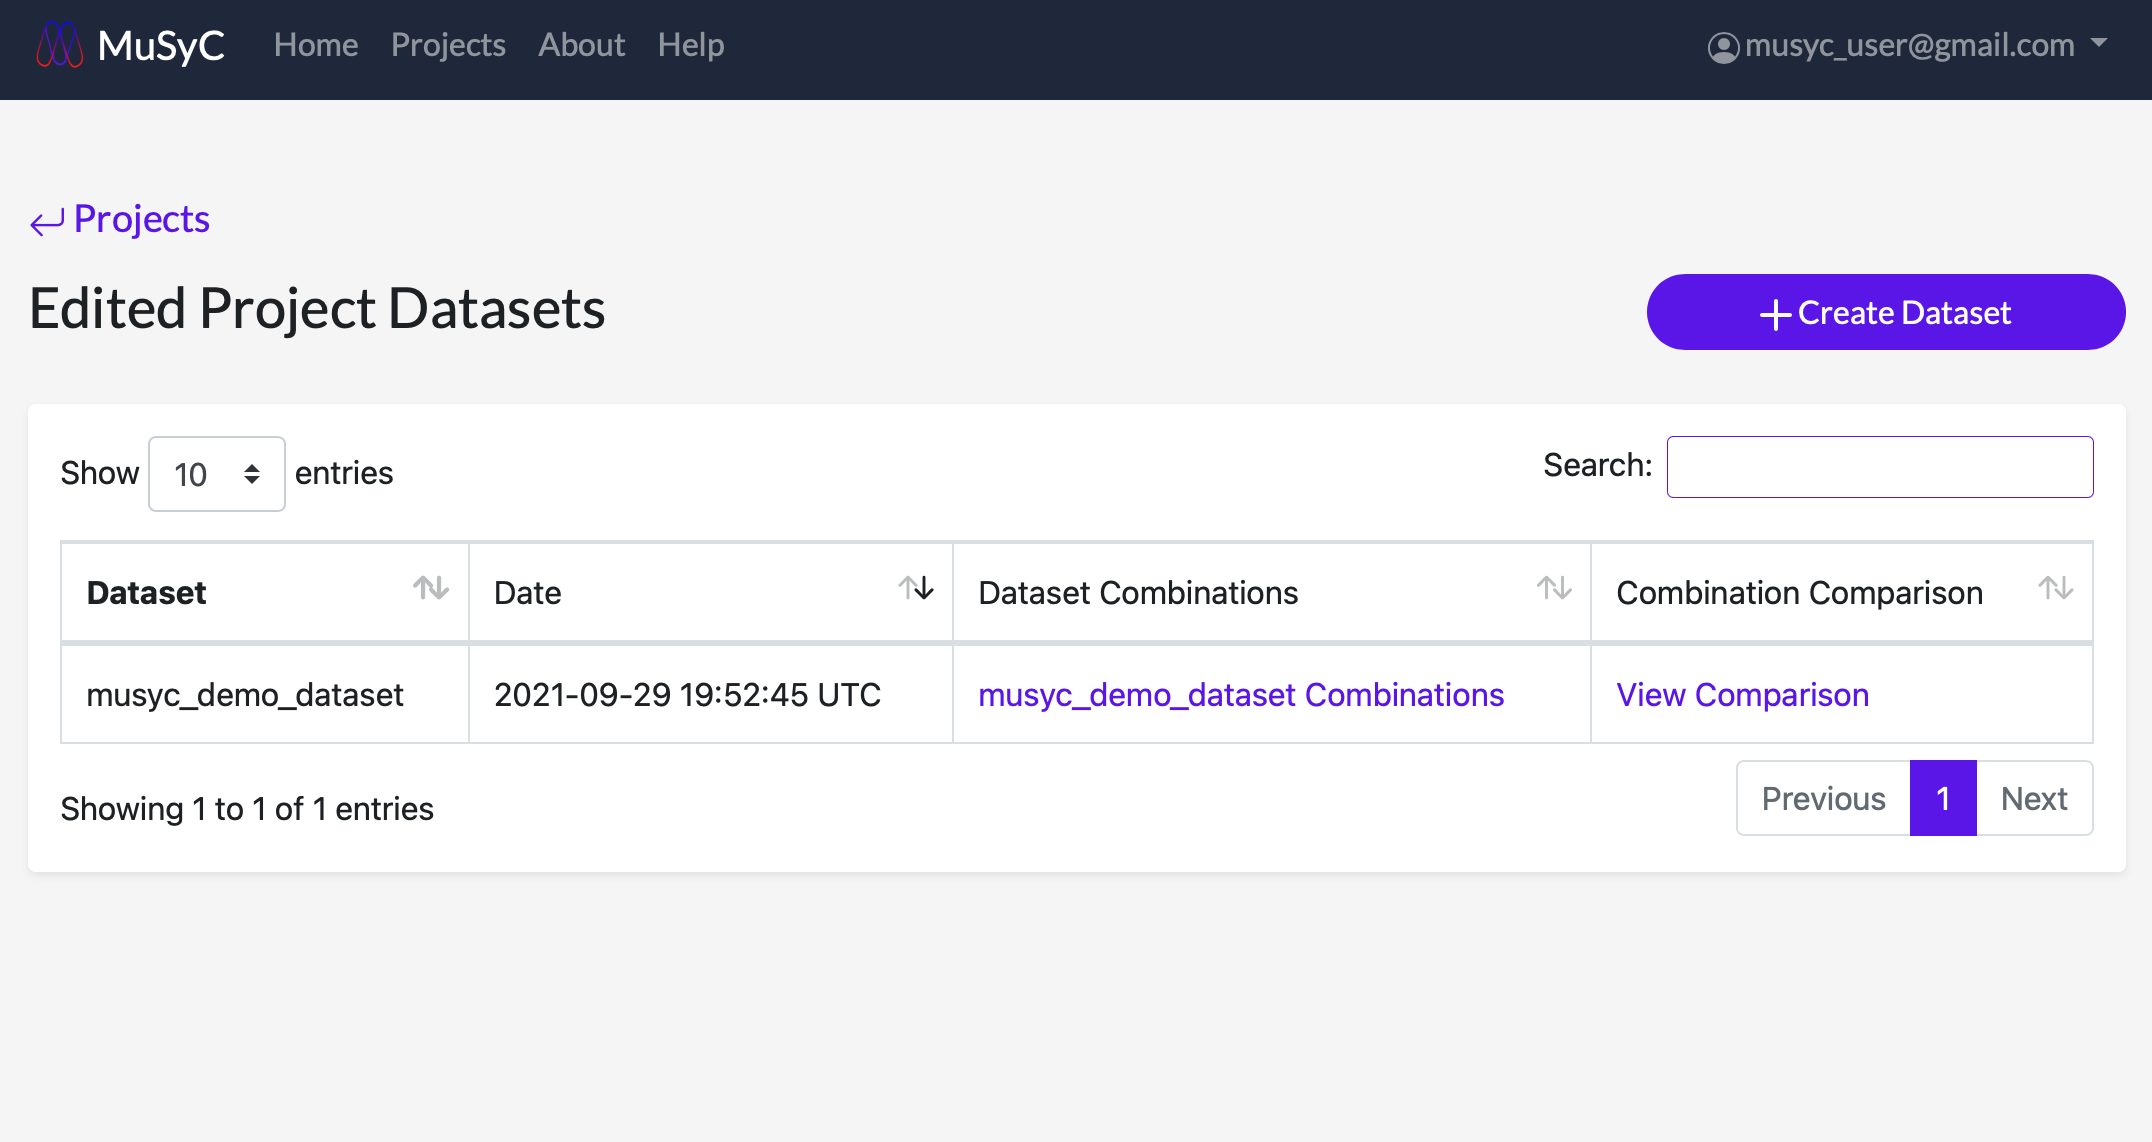 MuSyC Home Projects About Help musyc_user@gmail.com
Projects
Edited Project Datasets
Create Dataset
Show 10 entries
Search:
Dataset Date Dataset Combinations Combination Comparison
musyc_demo_dataset 2021-09-29 19:52:45 UTC musyc_demo_dataset Combinations View Comparison
Showing 1 to 1 of 1 entries
Previous 1 Next